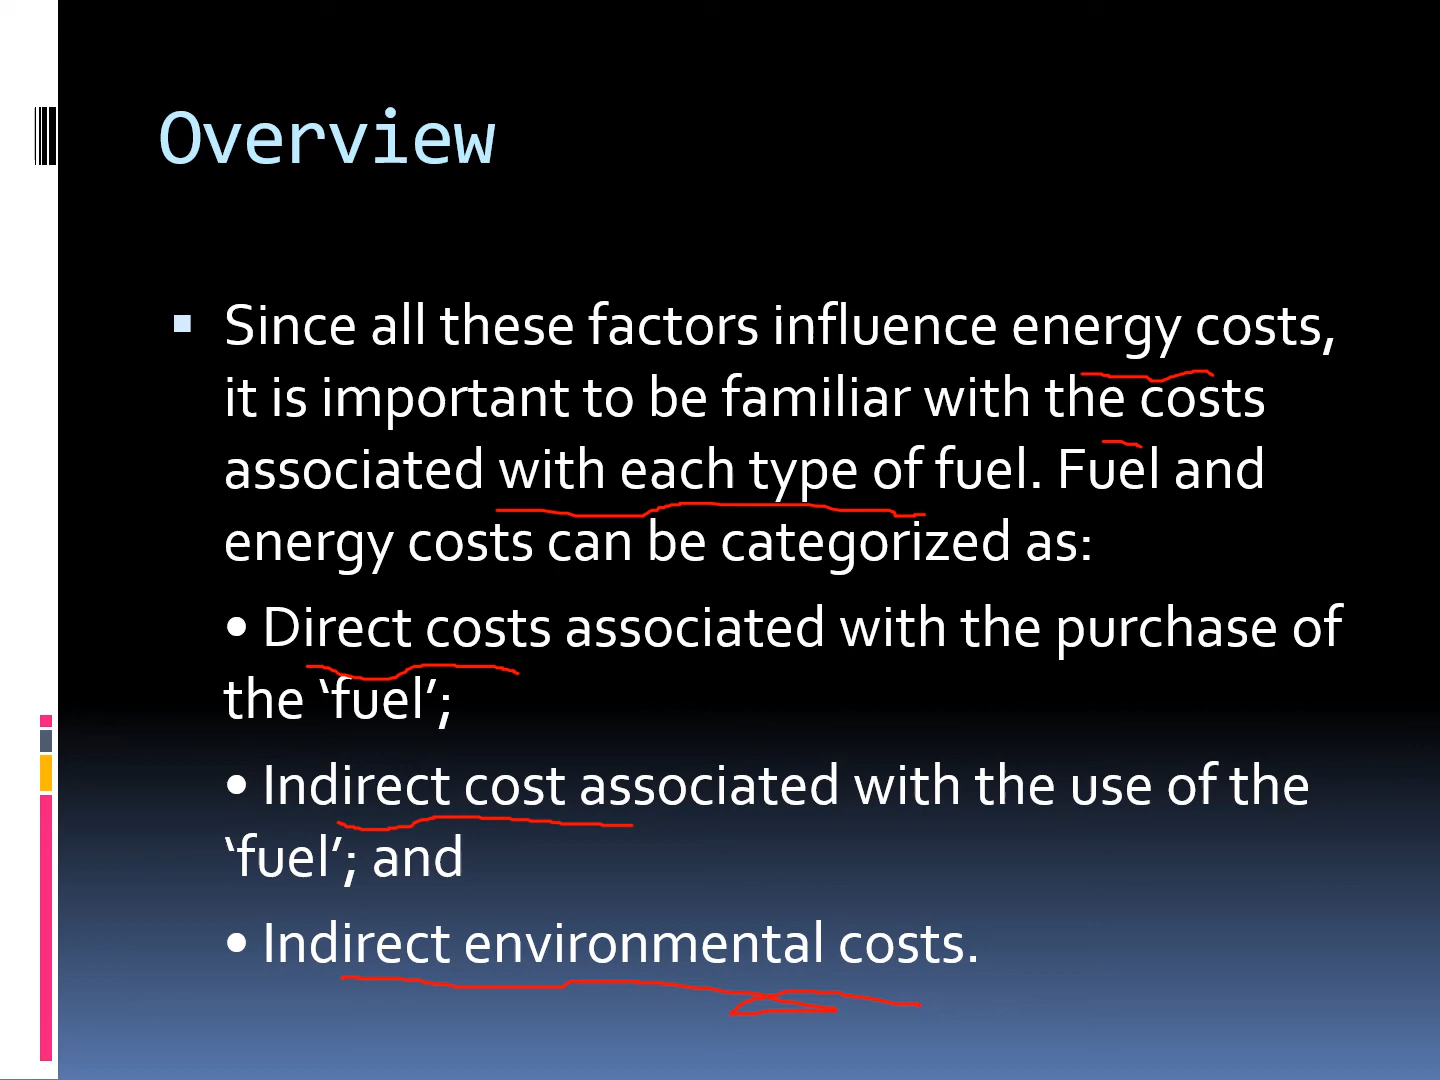 Overview
▪ Since all these factors influence energy costs,
it is important to be familiar with the costs
associated with each type of fuel. Fuel and
energy costs can be categorized as:
• Direct costs associated with the purchase of
the ‘fuel’;
• Indirect cost associated with the use of the
‘fuel’; and
• Indirect environmental costs.